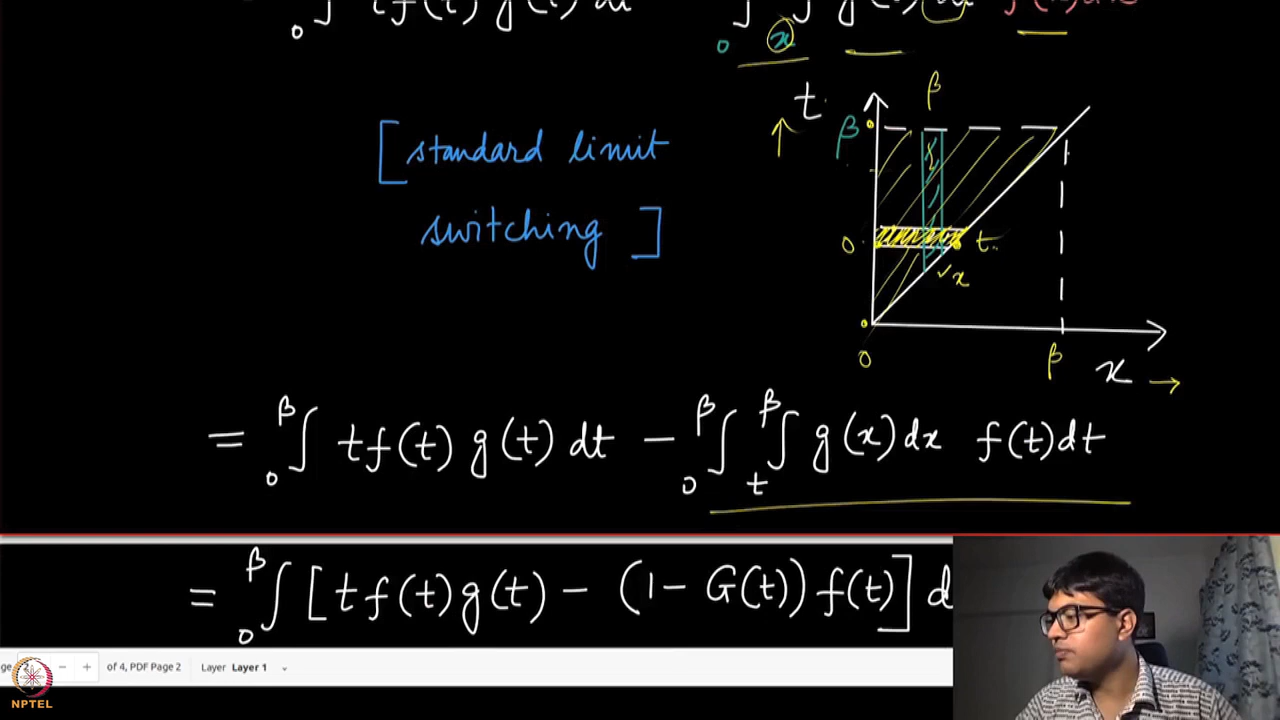 [standard limit
switching]
t
β
β
0
t
x
0
β
x
= ₀∫^β t f(t) g(t) dt − ₀∫^β ₜ∫^β g(x) dx f(t) dt
= ₀∫^β [t f(t) g(t) − (1 − G(t)) f(t)] d
of 4, PDF Page 2 Layer Layer 1
NPTEL